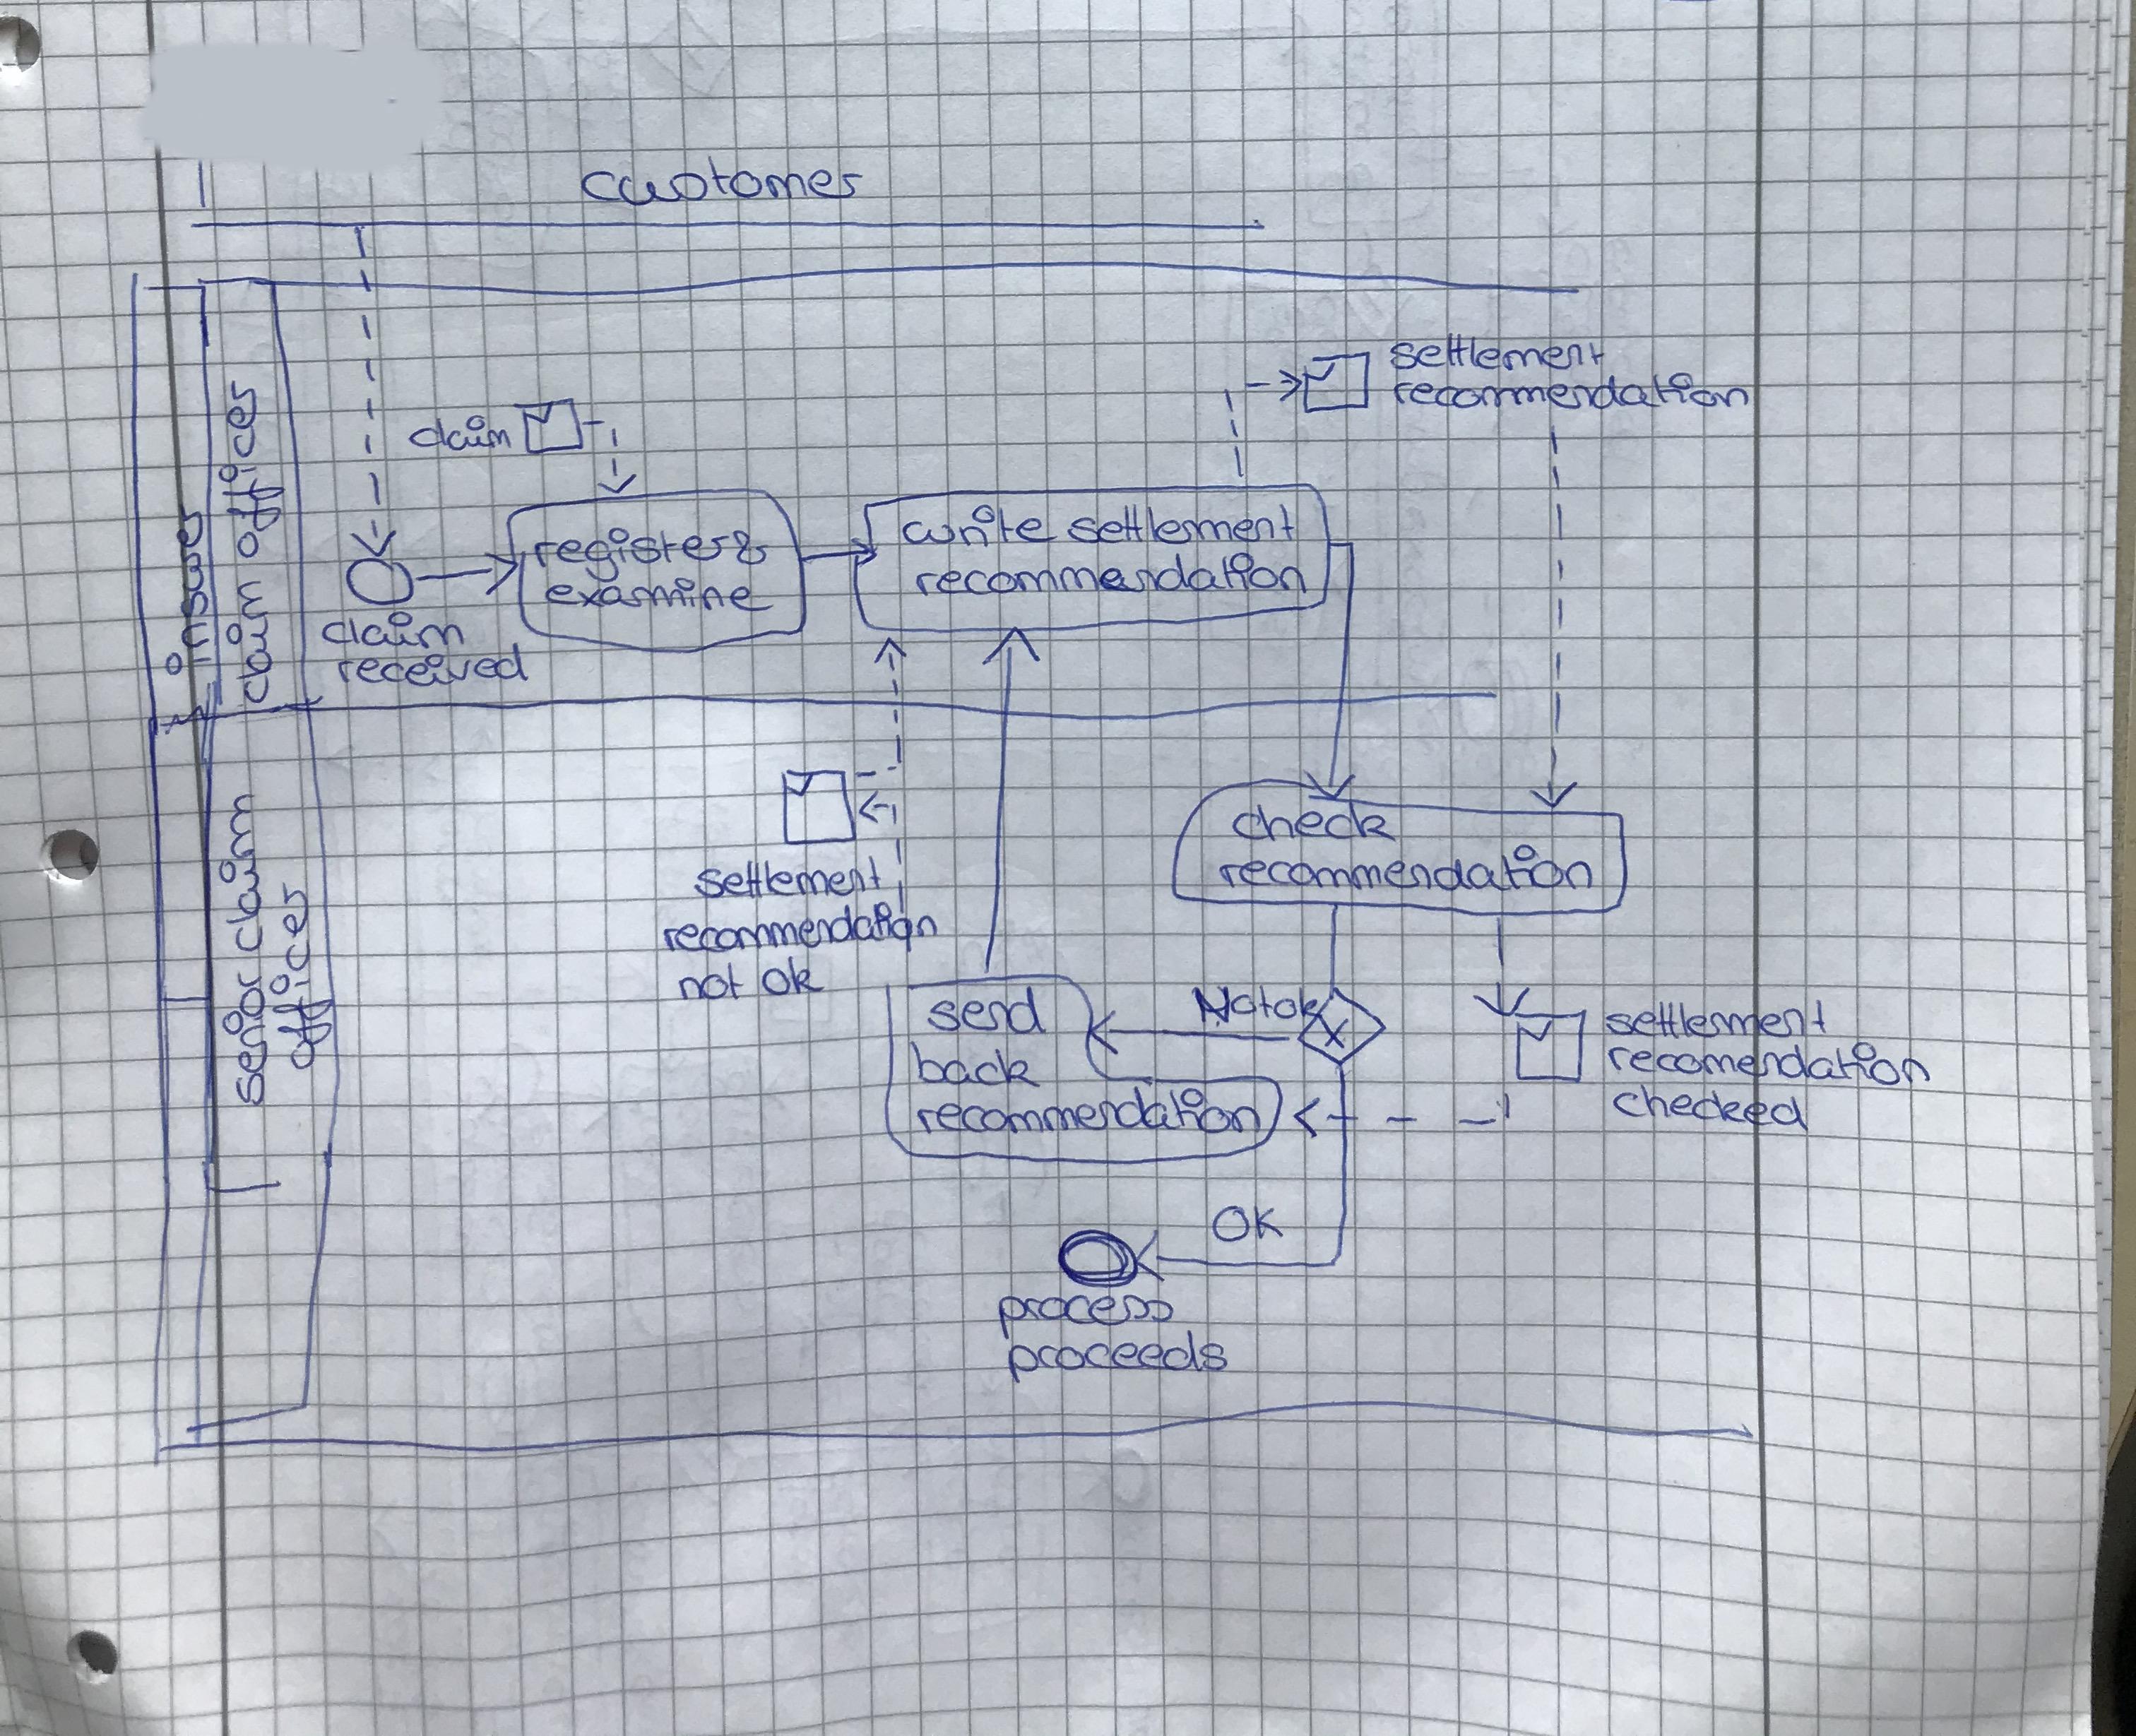 customer
insurer
claim officer
settlement
recommendation
claim
register &
examine
write settlement
recommendation
claim
received
senior claim
officer
check
recommendation
settlement
recommendation
not ok
send
back
recommendation
Not ok
X
settlement
recomendation
checked
OK
process
proceeds